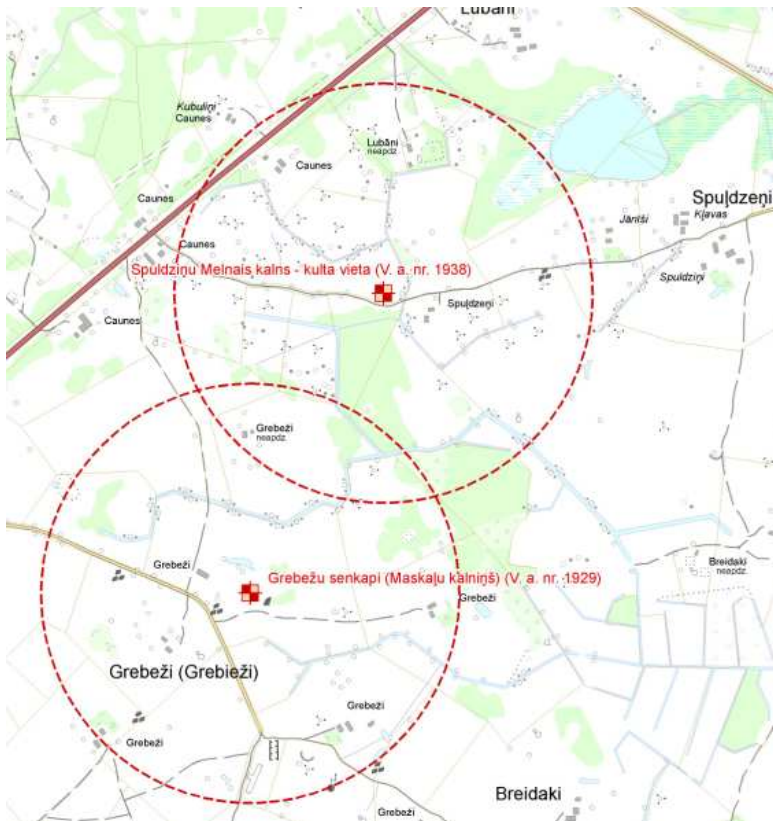 Lubāni
Kubuliņi
Caunes
Lubāni
neapdz.
Caunes
Caunes
Spuļdzeņi
Jānīši
Kļavas
Caunes
Spuldziņu Melnais kalns - kulta vieta (V. a. nr. 1938)
Spuldziņi
Spuļdzeņi
Caunes
Grebeži
neapdz.
Grebeži
Breidaki
neapdz.
Grebežu senkapi (Maskaļu kalniņš) (V. a. nr. 1929)
Grebeži
Grebeži (Grebieži)
Grebeži
Grebeži
Breidaki
Grebeži